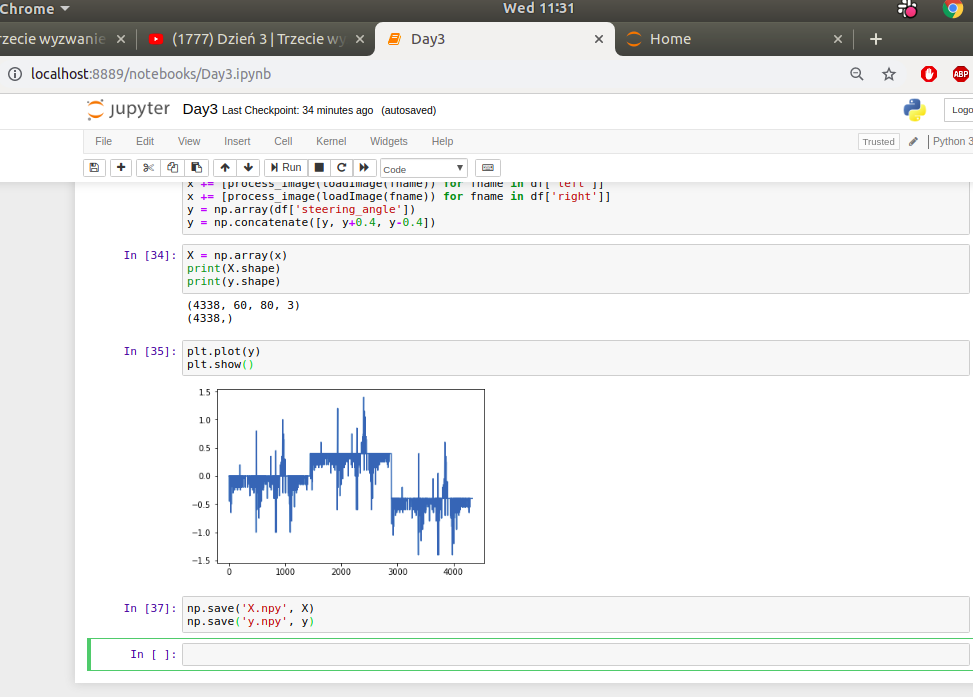 Chrome Wed 11:31
rzecie wyzwanie (1777) Dzień 3 | Trzecie wy Day3 Home
localhost:8889/notebooks/Day3.ipynb ABP
jupyter Day3 Last Checkpoint: 34 minutes ago (autosaved) Logo
File Edit View Insert Cell Kernel Widgets Help Trusted Python 3
Run Code
x += [process_image(loadImage(fname)) for fname in df['left']]
x += [process_image(loadImage(fname)) for fname in df['right']]
y = np.array(df['steering_angle'])
y = np.concatenate([y, y+0.4, y-0.4])
In [34]: X = np.array(x)
print(X.shape)
print(y.shape)
(4338, 60, 80, 3)
(4338,)
In [35]: plt.plot(y)
plt.show()
1.5
1.0
0.5
0.0
−0.5
−1.0
−1.5
0 1000 2000 3000 4000
In [37]: np.save('X.npy', X)
np.save('y.npy', y)
In [ ]: